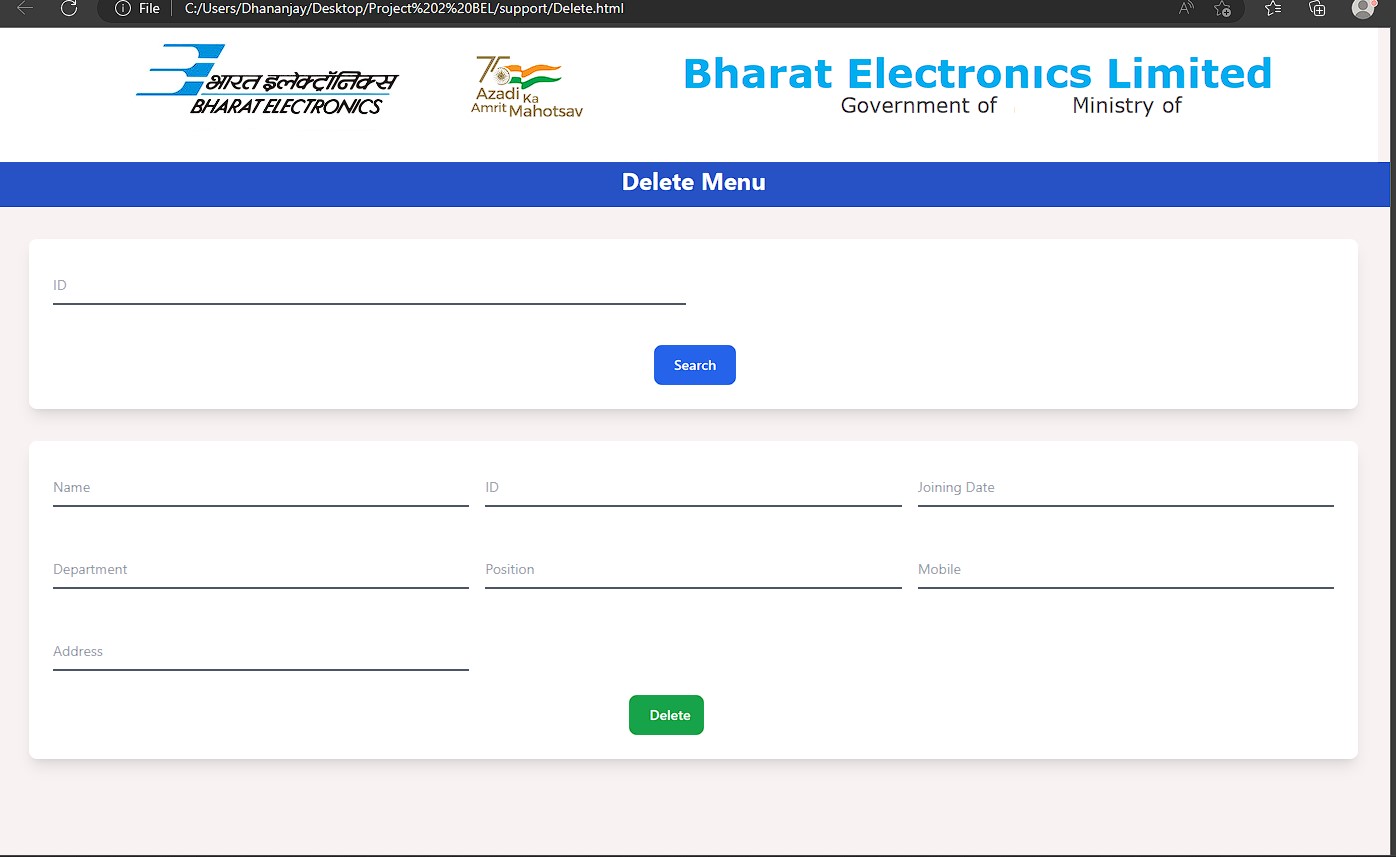 File
C:/Users/Dhananjay/Desktop/Project%202%20BEL/support/Delete.html
भारत इलेक्ट्रॉनिक्स
BHARAT ELECTRONICS
75
Azadi Ka
Amrit Mahotsav
Bharat Electronics Limited
Government of Ministry of
Delete Menu
ID
Search
Name ID Joining Date
Department Position Mobile
Address
Delete